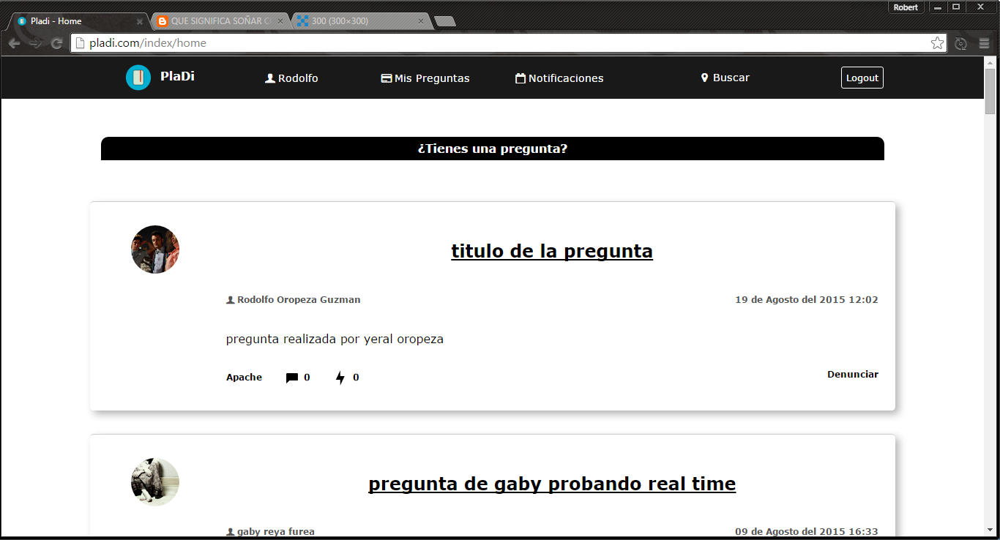 Robert
Pladi - Home
QUE SIGNIFICA SOÑAR C
300 (300×300)
pladi.com/index/home
PlaDi
Rodolfo
Mis Preguntas
Notificaciones
Buscar
Logout
¿Tienes una pregunta?
titulo de la pregunta
Rodolfo Oropeza Guzman
19 de Agosto del 2015 12:02
pregunta realizada por yeral oropeza
Apache
0
0
Denunciar
pregunta de gaby probando real time
gaby reya furea
09 de Agosto del 2015 16:33